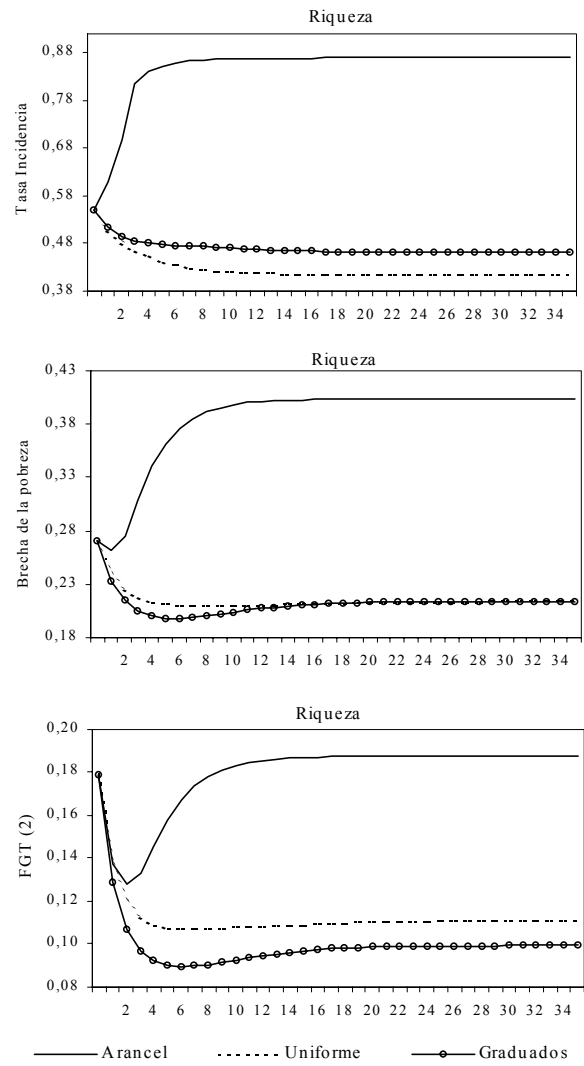 Riqueza
0,88
0,78
0,68
0,58
0,48
0,38
Tasa Incidencia
2 4 6 8 10 12 14 16 18 20 22 24 26 28 30 32 34
Riqueza
0,43
0,38
0,33
0,28
0,23
0,18
Brecha de la pobreza
2 4 6 8 10 12 14 16 18 20 22 24 26 28 30 32 34
Riqueza
0,20
0,18
0,16
0,14
0,12
0,10
0,08
FGT (2)
2 4 6 8 10 12 14 16 18 20 22 24 26 28 30 32 34
Arancel Uniforme Graduados